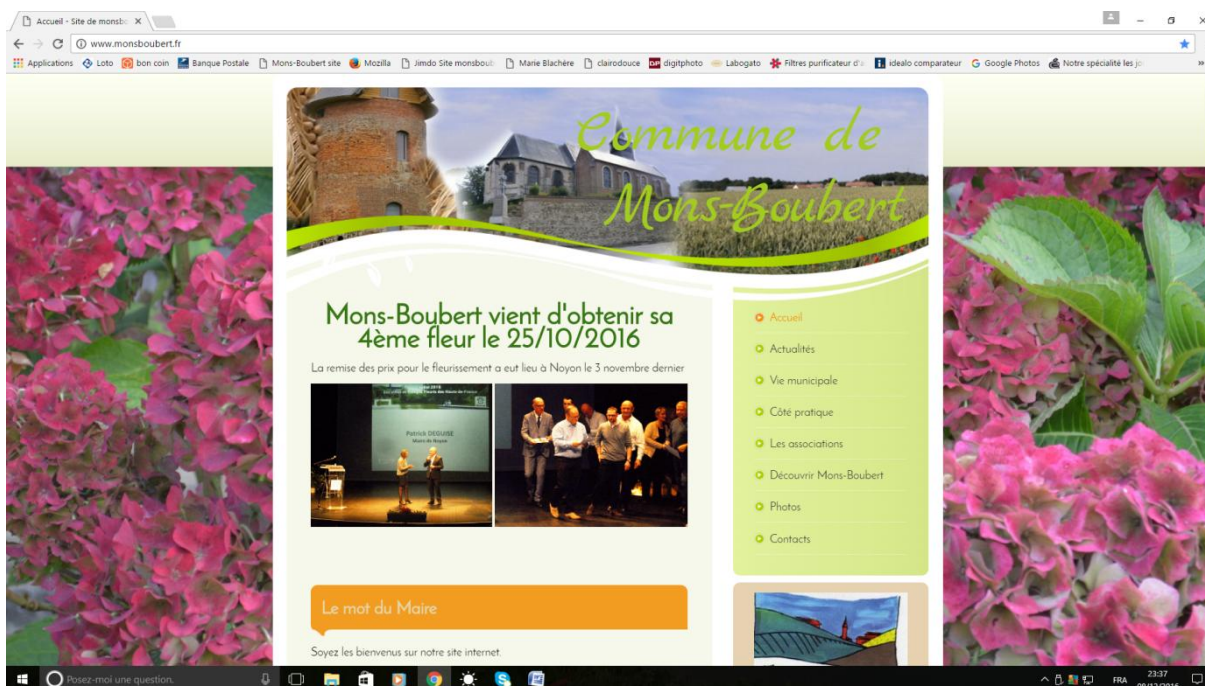 Accueil - Site de monsbo
www.monsboubert.fr
Applications Loto bon coin Banque Postale Mons-Boubert site Mozilla Jimdo Site monsboub Marie Blachère clairodouce digitphoto Labogato Filtres purificateur d'a idealo comparateur Google Photos Notre spécialité les jo
Commune de
Mons-Boubert
Mons-Boubert vient d'obtenir sa
4ème fleur le 25/10/2016
La remise des prix pour le fleurissement a eut lieu à Noyon le 3 novembre dernier
Patrick DEGUISE
Maire de Noyon
Le mot du Maire
Soyez les bienvenus sur notre site internet.
Accueil
Actualités
Vie municipale
Côté pratique
Les associations
Découvrir Mons-Boubert
Photos
Contacts
Posez-moi une question.
FRA
23:37